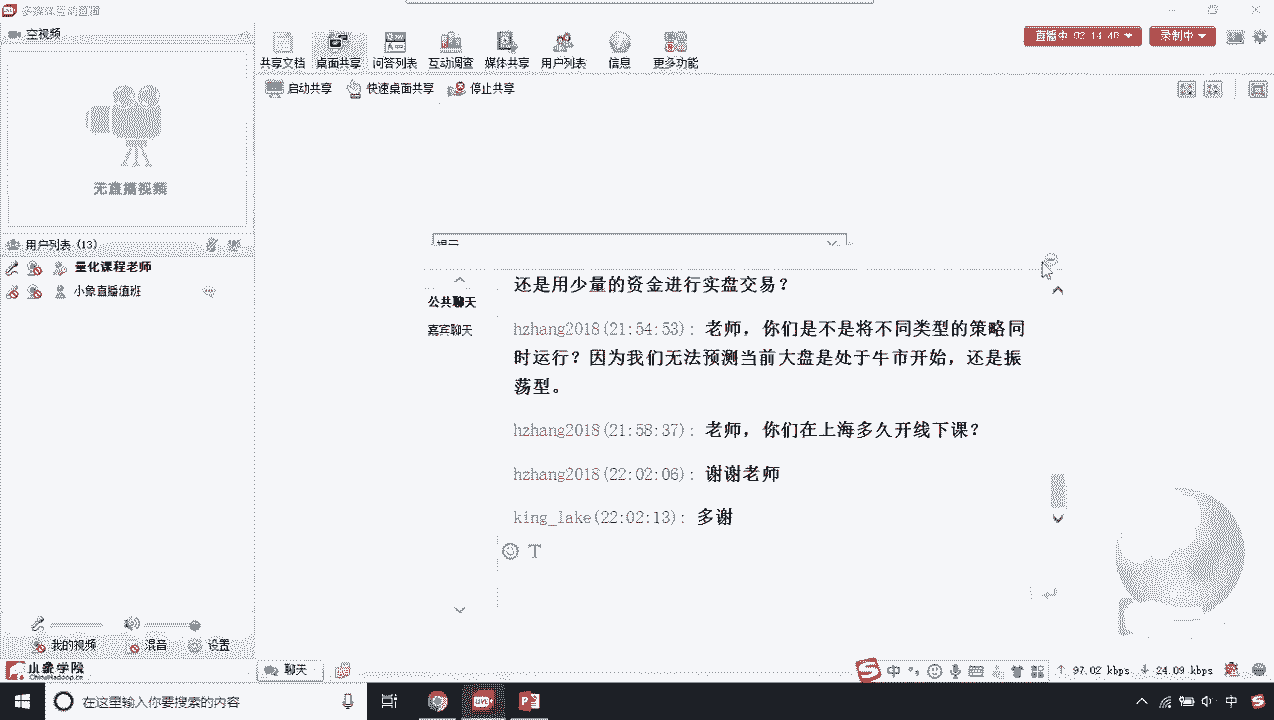 空视频
共享文档
桌面共享
问答列表
互动调查
媒体共享
用户列表
信息
更多功能
直播中 02:14:48
录制中
启动共享
快速桌面共享
停止共享
无直播视频
用户列表 (13)
量化课程老师
小象直播值班
公共聊天
嘉宾聊天
还是用少量的资金进行实盘交易？
hzhang2018(21:54:53): 老师，你们是不是将不同类型的策略同
时运行？因为我们无法预测当前大盘是处于牛市开始，还是振
荡型。
hzhang2018(21:58:37): 老师，你们在上海多久开线下课？
hzhang2018(22:02:06): 谢谢老师
king_lake(22:02:13): 多谢
我的视频
混音
设置
小象学院
ChinaHadoop.cn
聊天
中
97.02 kbps
24.09 kbps
在这里输入你要搜索的内容
中